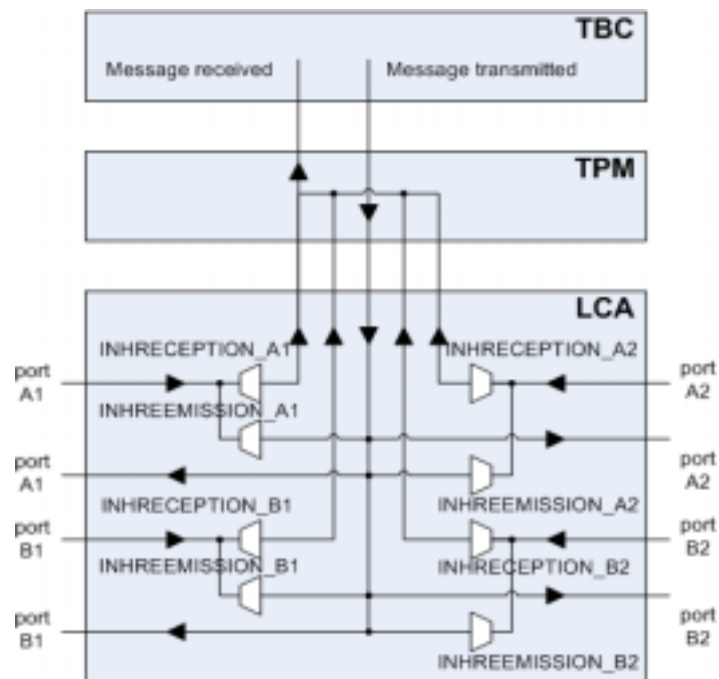 TBC
Message received
Message transmitted
TPM
LCA
INHRECEPTION_A1
INHRECEPTION_A2
port
A1
port
A2
INHREEMISSION_A1
port
A1
port
A2
INHRECEPTION_B1
INHREEMISSION_A2
port
B1
port
B2
INHREEMISSION_B1
INHRECEPTION_B2
port
B1
port
B2
INHREEMISSION_B2